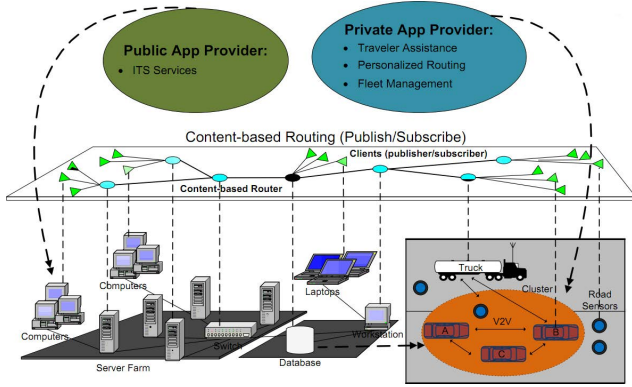 Public App Provider:
• ITS Services
Private App Provider:
• Traveler Assistance
• Personalized Routing
• Fleet Management
Content-based Routing (Publish/Subscribe)
Clients (publisher/subscriber)
Content-based Router
Computers
Computers
Server Farm
Switch
Laptops
Workstation
Database
Truck
Cluster
Road
Sensors
A
V2V
B
C